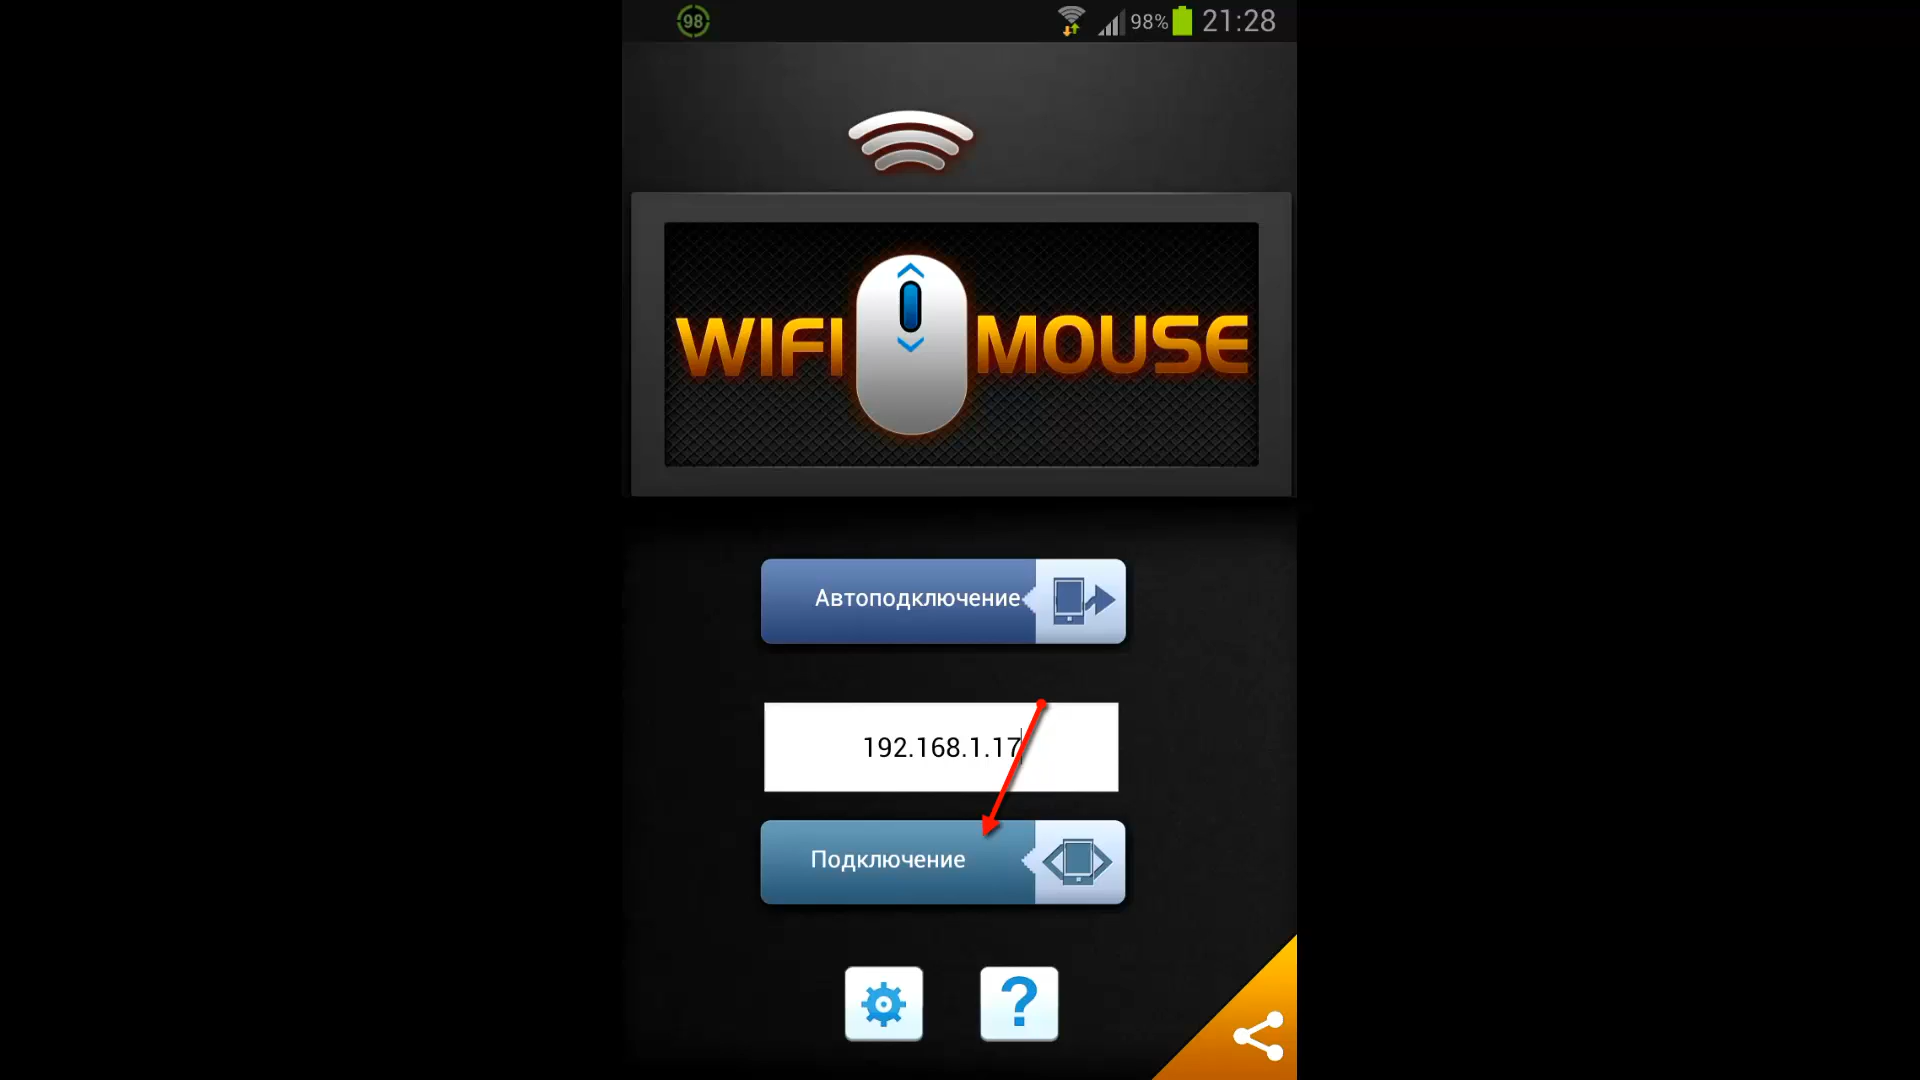 98
98% 21:28
WIFI MOUSE
Автоподключение
192.168.1.17
Подключение
?